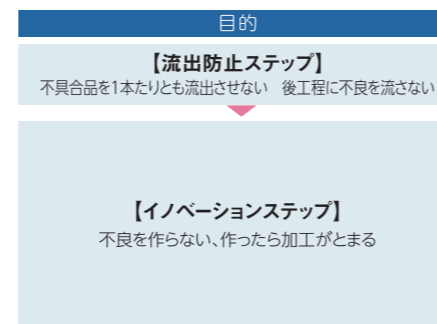 目的
【流出防止ステップ】
不具合品を1本たりとも流出させない　後工程に不良を流さない
【イノベーションステップ】
不良を作らない、作ったら加工がとまる